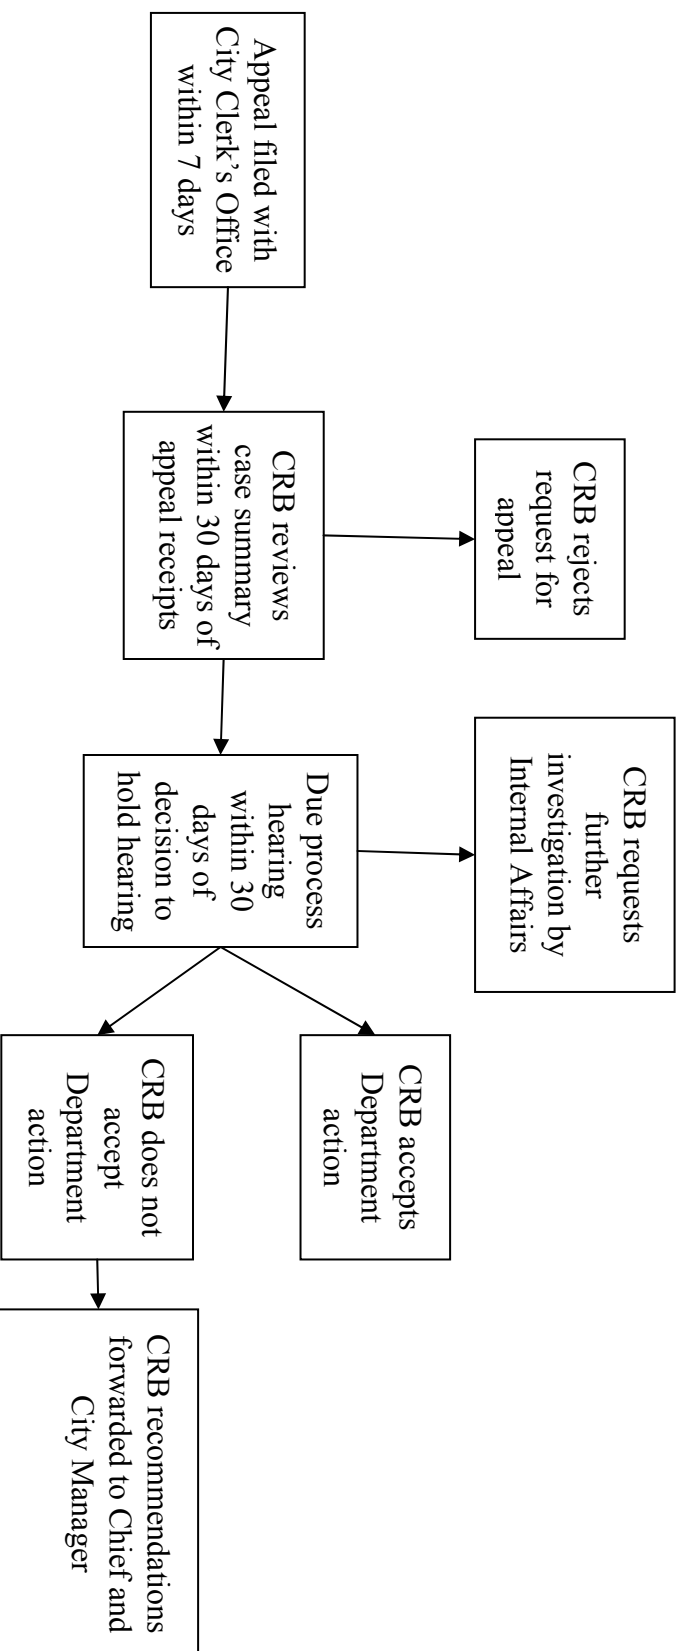 Appeal filed with
City Clerk’s Office
within 7 days
CRB rejects
request for
appeal
CRB reviews
case summary
within 30 days of
appeal receipts
CRB requests
further
investigation by
Internal Affairs
Due process
hearing
within 30
days of
decision to
hold hearing
CRB accepts
Department
action
CRB does not
accept
Department
action
CRB recommendations
forwarded to Chief and
City Manager